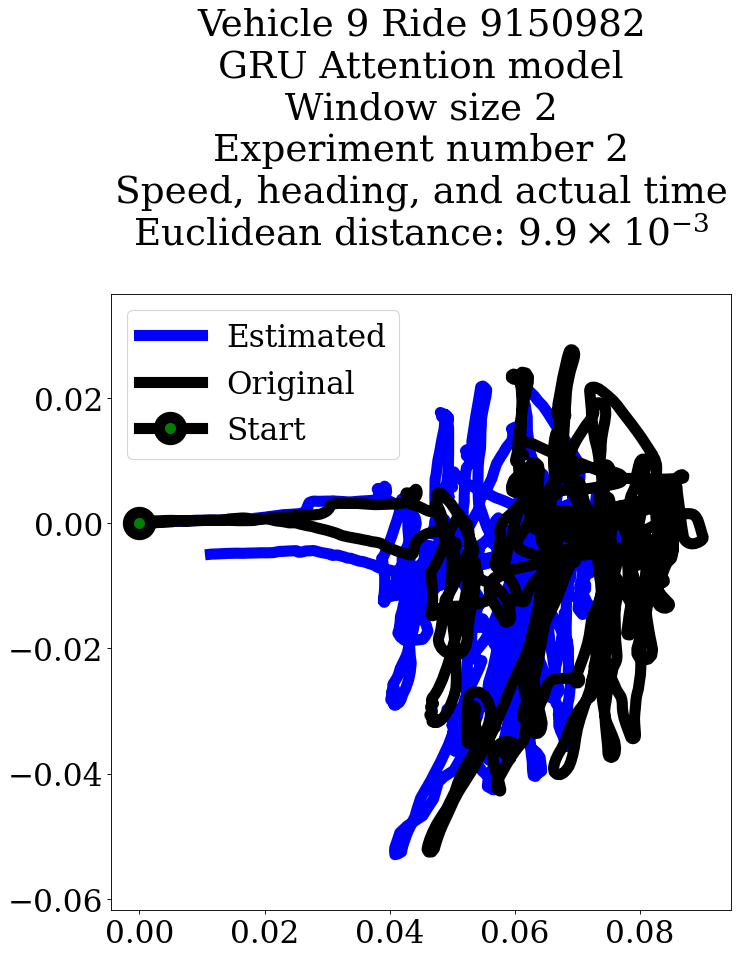 Vehicle 9 Ride 9150982
GRU Attention model
Window size 2
Experiment number 2
Speed, heading, and actual time
Euclidean distance: 9.9 × 10⁻³
Estimated
Original
Start
0.02
0.00
−0.02
−0.04
−0.06
0.00 0.02 0.04 0.06 0.08